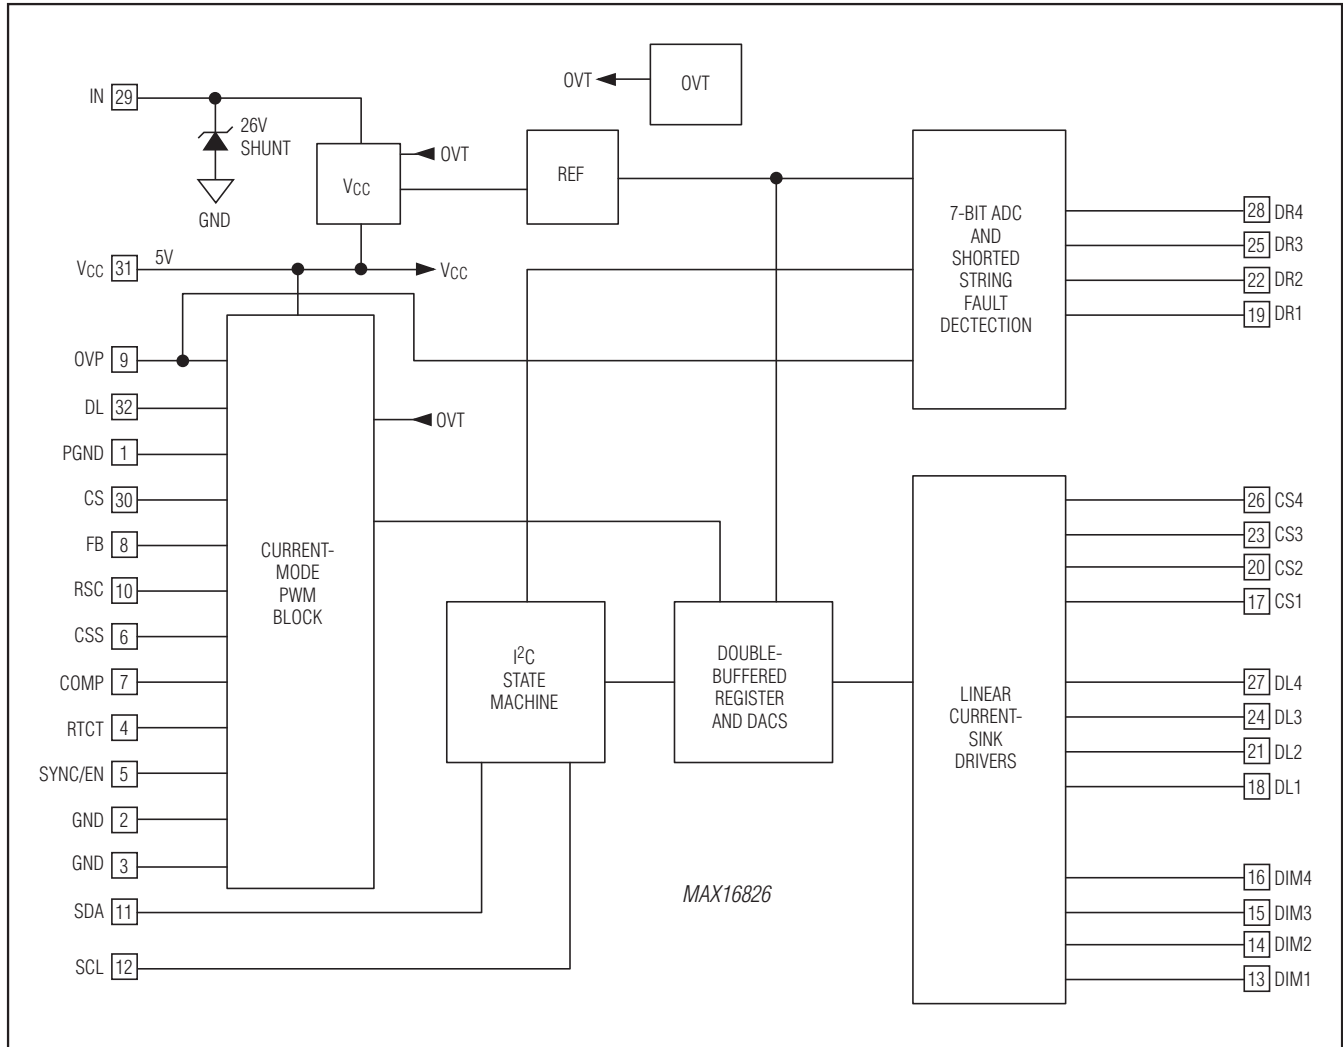 OVT
OVT
IN 29
26V
SHUNT
GND
VCC
OVT
REF
VCC 31 5V
VCC
7-BIT ADC
AND
SHORTED
STRING
FAULT
DECTECTION
28 DR4
25 DR3
22 DR2
19 DR1
OVP 9
DL 32
PGND 1
CS 30
FB 8
RSC 10
CSS 6
COMP 7
RTCT 4
SYNC/EN 5
GND 2
GND 3
SDA 11
SCL 12
OVT
CURRENT-
MODE
PWM
BLOCK
I2C
STATE
MACHINE
DOUBLE-
BUFFERED
REGISTER
AND DACS
LINEAR
CURRENT-
SINK
DRIVERS
26 CS4
23 CS3
20 CS2
17 CS1
27 DL4
24 DL3
21 DL2
18 DL1
16 DIM4
15 DIM3
14 DIM2
13 DIM1
MAX16826